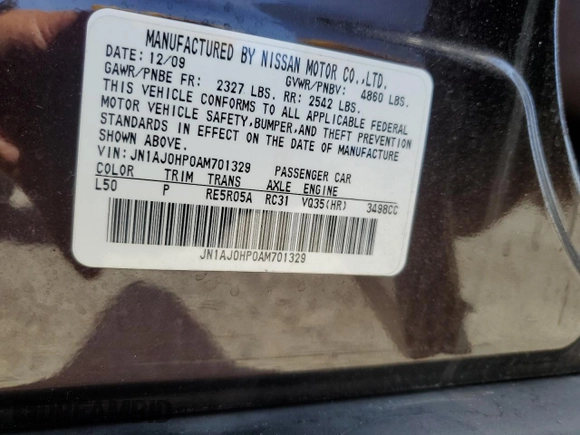 MANUFACTURED BY NISSAN MOTOR CO.,LTD.
DATE: 12/09 GVWR/PNBV: 4860 LBS.
GAWR/PNBE FR: 2327 LBS. RR: 2542 LBS.
THIS VEHICLE CONFORMS TO ALL APPLICABLE FEDERAL
MOTOR VEHICLE SAFETY,BUMPER,AND THEFT PREVENTION
STANDARDS IN EFFECT ON THE DATE OF MANUFACTURE
SHOWN ABOVE.
VIN: JN1AJ0HP0AM701329 PASSENGER CAR
COLOR TRIM TRANS AXLE ENGINE
L50 P RE5R05A RC31 VQ35(HR) 3498CC
JN1AJ0HP0AM701329